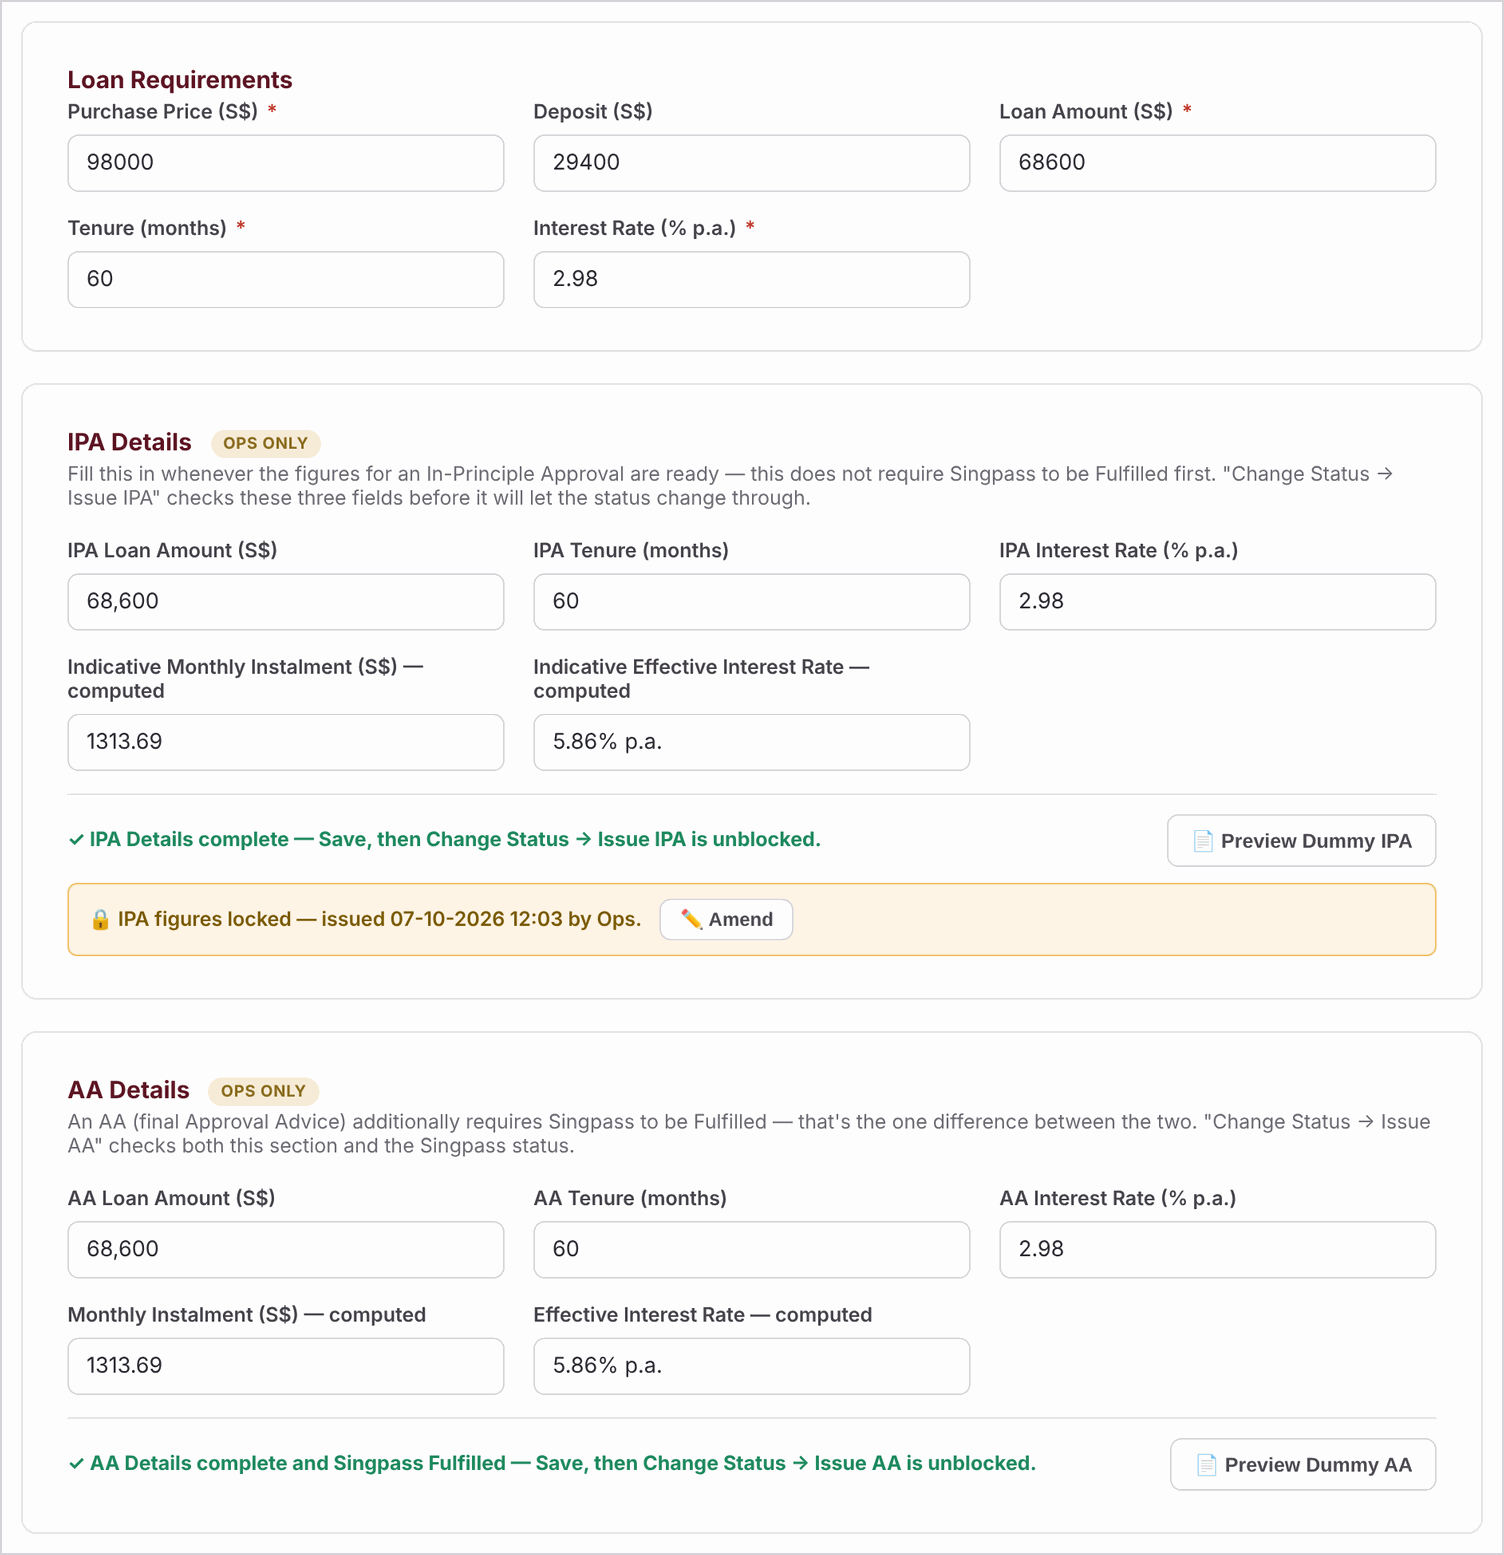 Loan Requirements
Purchase Price (S$) *
Deposit (S$)
Loan Amount (S$) *
98000
29400
68600
Tenure (months) *
Interest Rate (% p.a.) *
60
2.98
IPA Details OPS ONLY
Fill this in whenever the figures for an In-Principle Approval are ready — this does not require Singpass to be Fulfilled first. "Change Status →
Issue IPA" checks these three fields before it will let the status change through.
IPA Loan Amount (S$)
IPA Tenure (months)
IPA Interest Rate (% p.a.)
68,600
60
2.98
Indicative Monthly Instalment (S$) —
computed
Indicative Effective Interest Rate —
computed
1313.69
5.86% p.a.
✓ IPA Details complete — Save, then Change Status → Issue IPA is unblocked.
📄 Preview Dummy IPA
🔒 IPA figures locked — issued 07-10-2026 12:03 by Ops.
✏️ Amend
AA Details OPS ONLY
An AA (final Approval Advice) additionally requires Singpass to be Fulfilled — that's the one difference between the two. "Change Status → Issue
AA" checks both this section and the Singpass status.
AA Loan Amount (S$)
AA Tenure (months)
AA Interest Rate (% p.a.)
68,600
60
2.98
Monthly Instalment (S$) — computed
Effective Interest Rate — computed
1313.69
5.86% p.a.
✓ AA Details complete and Singpass Fulfilled — Save, then Change Status → Issue AA is unblocked.
📄 Preview Dummy AA